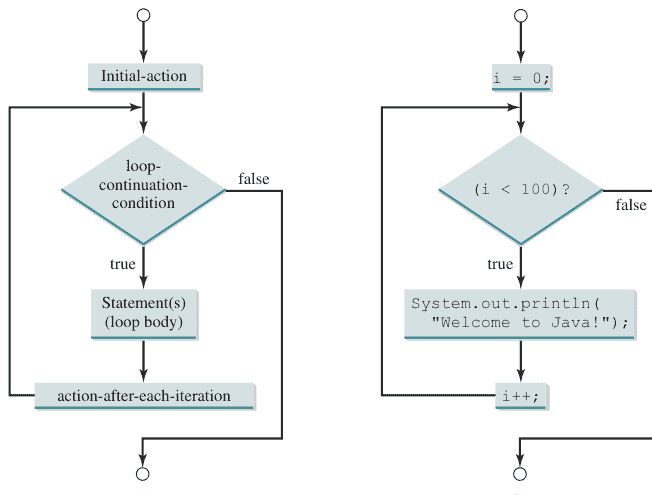 Initial-action
loop-
continuation-
condition
false
true
Statement(s)
(loop body)
action-after-each-iteration
i = 0;
(i < 100)?
false
true
System.out.println(
"Welcome to Java!");
i++;